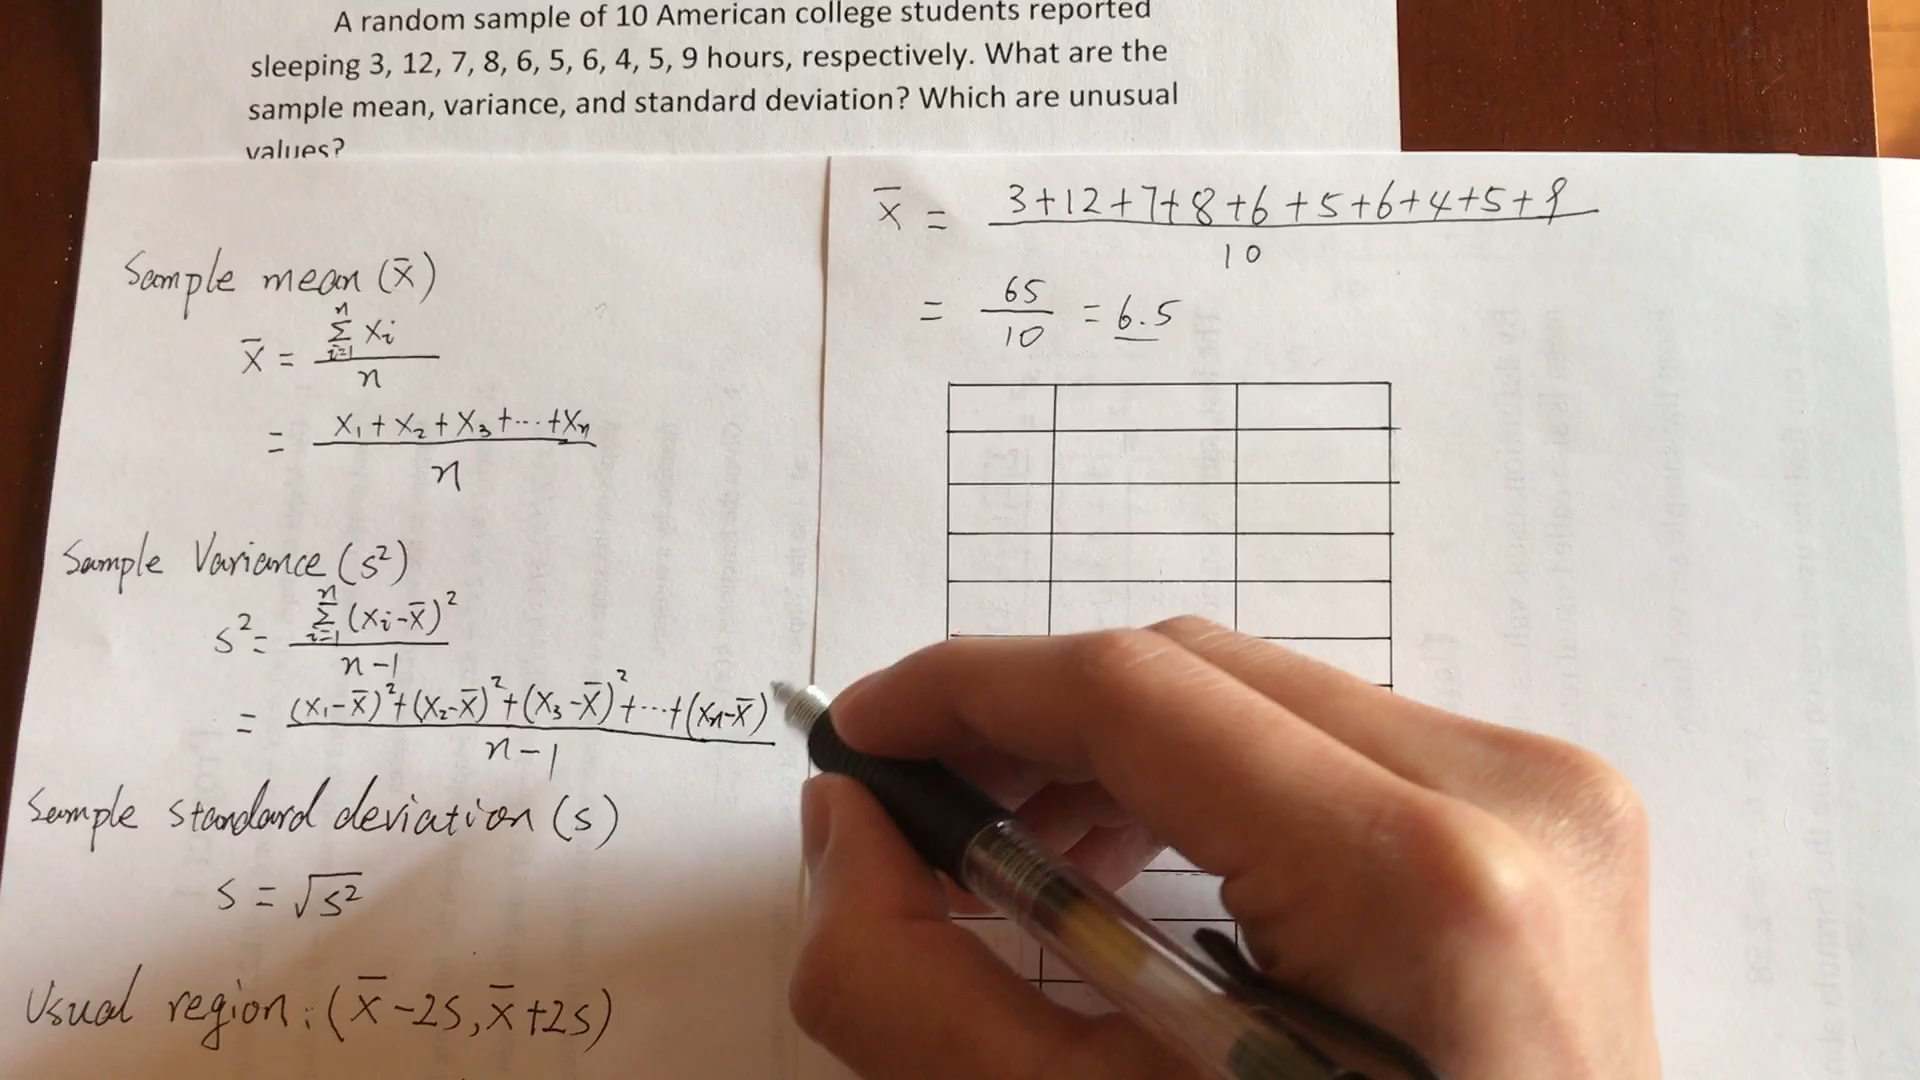 A random sample of 10 American college students reported
sleeping 3, 12, 7, 8, 6, 5, 6, 4, 5, 9 hours, respectively. What are the
sample mean, variance, and standard deviation? Which are unusual
values?
Sample mean (x̄)
x̄ = ∑ᵢ₌₁ⁿ xᵢ / n
= x₁ + x₂ + x₃ + ... + xₙ / n
Sample Variance (s²)
s² = ∑ᵢ₌₁ⁿ (xᵢ - x̄)² / n - 1
= (x₁ - x̄)² + (x₂ - x̄)² + (x₃ - x̄)² + ... + (xₙ - x̄) / n - 1
Sample standard deviation (s)
s = √s²
Usual region: (x̄ - 2s, x̄ + 2s)
x̄ = 3+12+7+8+6+5+6+4+5+9 / 10
= 65 / 10 = 6.5